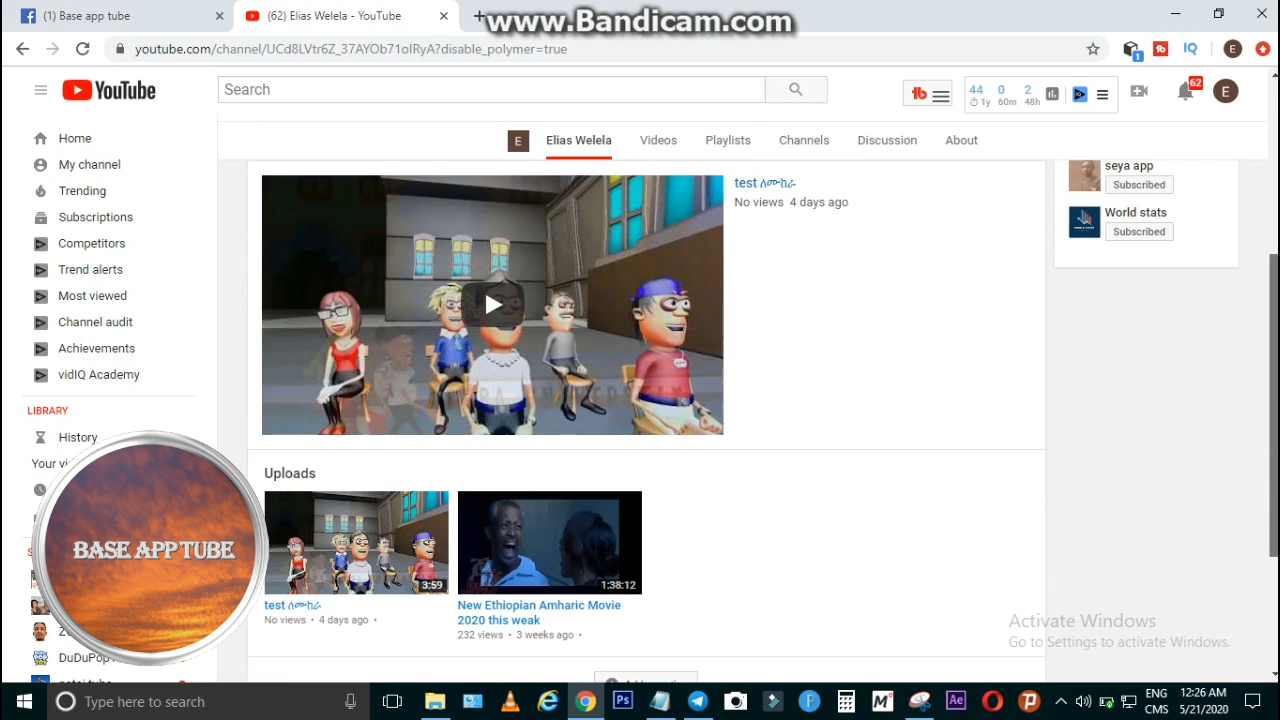 www.Bandicam.com
(1) Base app tube
(62) Elias Welela - YouTube
youtube.com/channel/UCd8LVtr6Z_37AYOb71oIRyA?disable_polymer=true
YouTube
Search
44 0 2
1y 60m 48h
62
E
E Elias Welela Videos Playlists Channels Discussion About
Home
My channel
Trending
Subscriptions
Competitors
Trend alerts
Most viewed
Channel audit
Achievements
vidIQ Academy
LIBRARY
History
BASE APP TUBE
DuDuPop
test ለሙከራ
No views 4 days ago
seya app
Subscribed
World stats
Subscribed
Uploads
3:59
test ለሙከራ
No views • 4 days ago •
1:38:12
New Ethiopian Amharic Movie
2020 this weak
232 views • 3 weeks ago •
Activate Windows
Go to Settings to activate Windows.
Type here to search
ENG
CMS
12:26 AM
5/21/2020